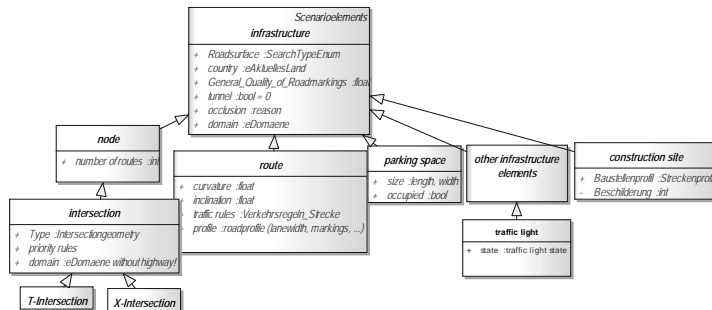 Scenarioelements
infrastructure
+ Roadsurface :SearchTypeEnum
+ country :eAktuellesLand
+ General_Quality_of_Roadmarkings :float
+ tunnel :bool = 0
+ occlusion :reason
+ domain :eDomaene
node
+ number of routes :int
route
+ curvature :float
+ inclination :float
+ traffic rules :Verkehrsregeln_Strecke
+ profile :roadprofile (lanewidth, markings, ...)
parking space
+ size :length, width
+ occupied :bool
other infrastructure
elements
construction site
+ Baustellenprofil :Streckenprofi
- Beschilderung :int
intersection
+ Type :Intersectiongeometry
+ priority rules
+ domain :eDomaene without highway!
traffic light
+ state :traffic light state
T-Intersection
X-Intersection